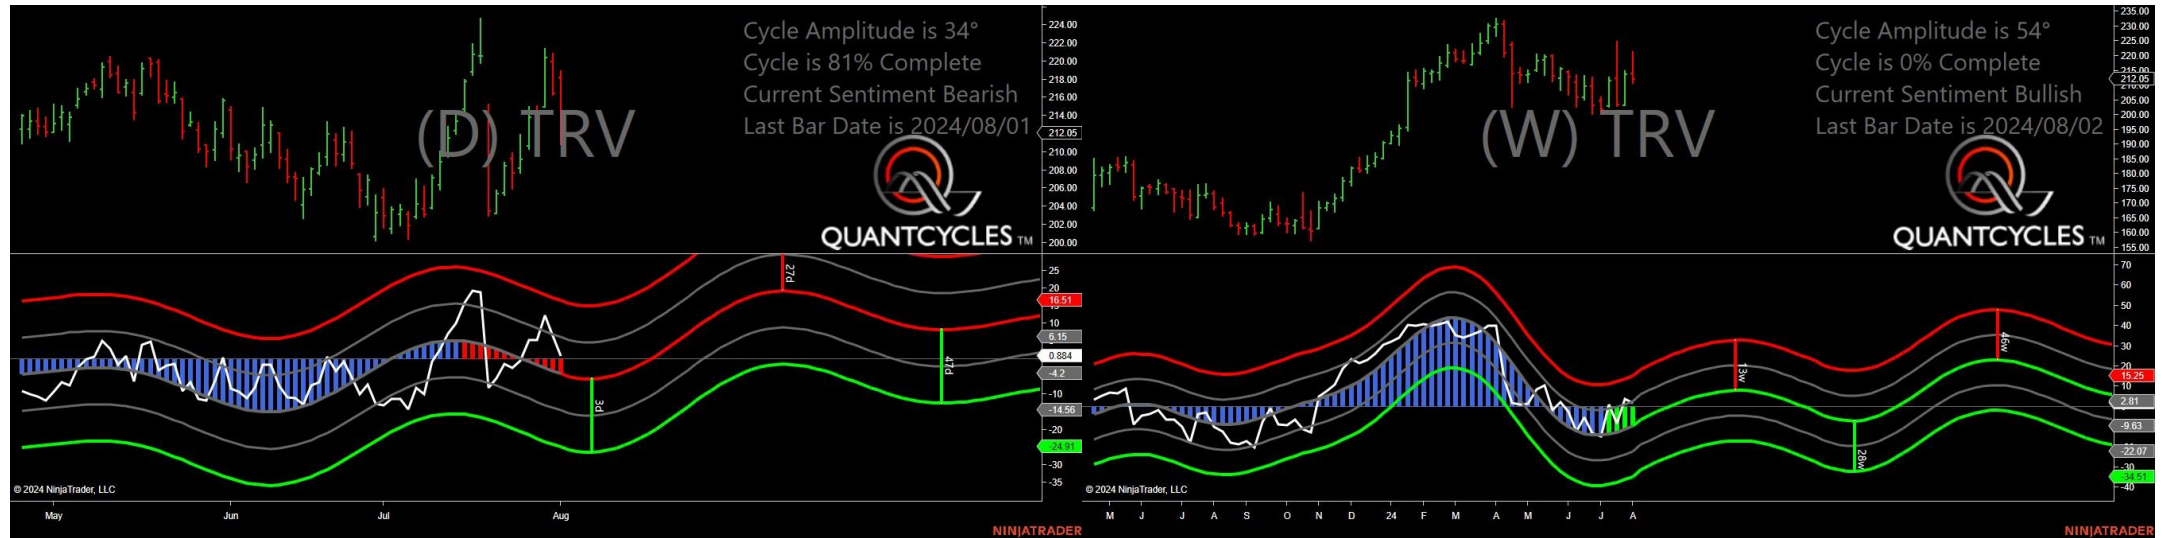 Cycle Amplitude is 34°
Cycle is 81% Complete
Current Sentiment Bearish
Last Bar Date is 2024/08/01
(D) TRV
QUANTCYCLES TM
224.00
222.00
220.00
218.00
216.00
214.00
212.05
210.00
208.00
206.00
204.00
202.00
200.00
27d
3d
47d
25
20
16.51
10
6.15
0.884
-4.2
-10
-14.56
-20
-24.91
-30
-35
© 2024 NinjaTrader, LLC
May Jun Jul Aug
NINJATRADER
Cycle Amplitude is 54°
Cycle is 0% Complete
Current Sentiment Bullish
Last Bar Date is 2024/08/02
(W) TRV
QUANTCYCLES TM
235.00
230.00
225.00
220.00
215.00
212.05
205.00
200.00
195.00
190.00
185.00
180.00
175.00
170.00
165.00
160.00
155.00
13w
28w
46w
70
60
50
40
30
20
15.25
10
2.81
-9.63
-22.07
-30
-34.51
-40
© 2024 NinjaTrader, LLC
M J J A S O N D 24 F M A M J J A
NINJATRADER